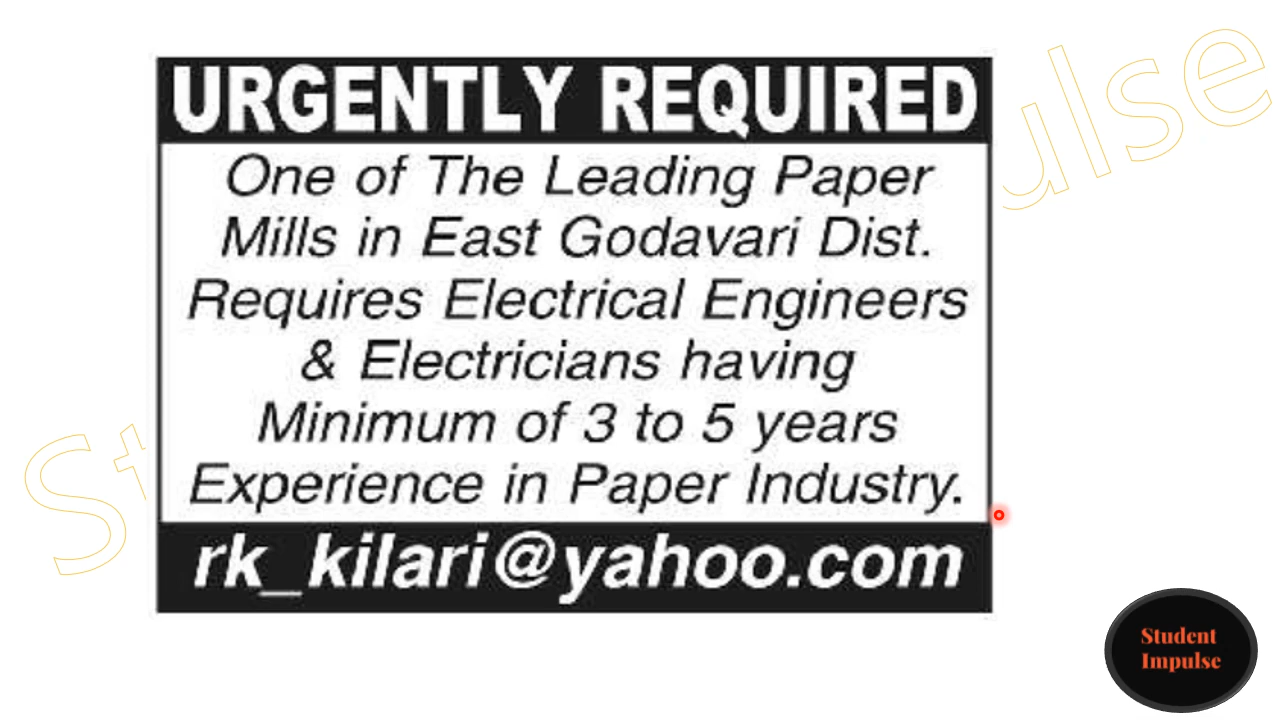 URGENTLY REQUIRED
One of The Leading Paper
Mills in East Godavari Dist.
Requires Electrical Engineers
& Electricians having
Minimum of 3 to 5 years
Experience in Paper Industry.
rk_kilari@yahoo.com
Student
Impulse